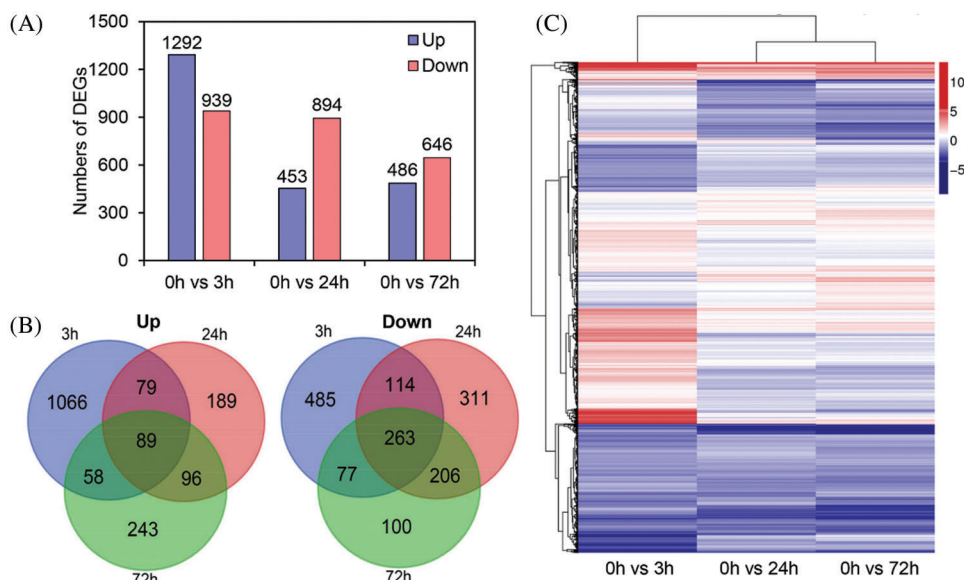 (A)
Numbers of DEGs
1500
1200
900
600
300
0
1292
939
453
894
486
646
Up
Down
0h vs 3h
0h vs 24h
0h vs 72h
(B)
Up
3h
24h
1066
79
189
89
58
96
243
72h
Down
3h
24h
485
114
311
263
77
206
100
72h
(C)
10
5
0
−5
0h vs 3h
0h vs 24h
0h vs 72h